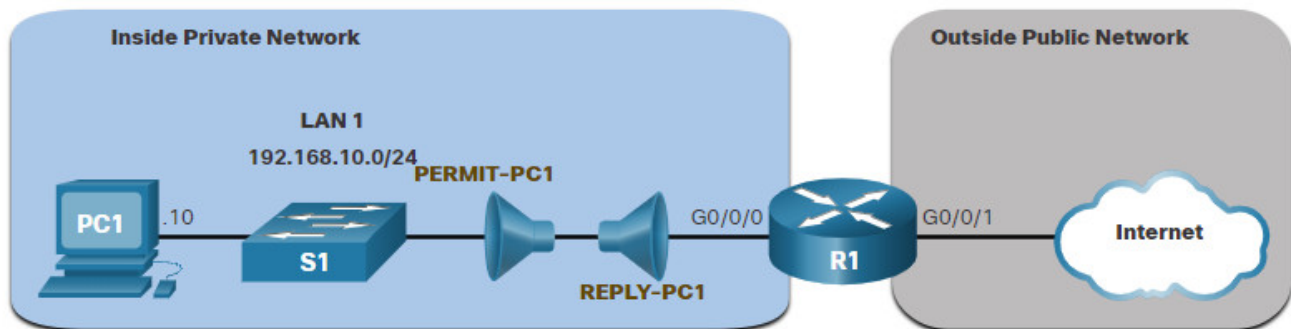 Inside Private Network
Outside Public Network
LAN 1
192.168.10.0/24
PERMIT-PC1
PC1
.10
S1
REPLY-PC1
G0/0/0
R1
G0/0/1
Internet